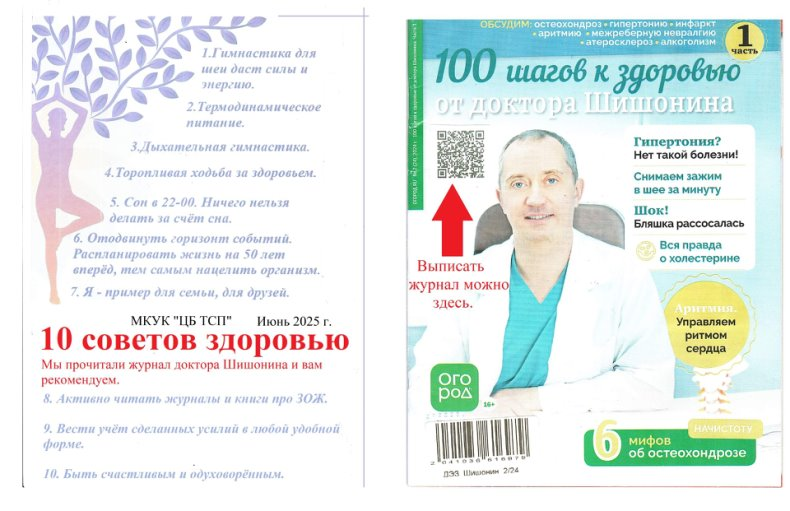 1.Гимнастика для
шеи даст силы и
энергию.
2.Термодинамическое
питание.
3.Дыхательная гимнастика.
4.Торопливая ходьба за здоровьем.
5. Сон в 22-00. Ничего нельзя
делать за счёт сна.
6. Отодвинуть горизонт событий.
Распланировать жизнь на 50 лет
вперёд, тем самым нацелить организм.
7. Я - пример для семьи, для друзей.
МКУК "ЦБ ТСП" Июнь 2025 г.
10 советов здоровью
Мы прочитали журнал доктора Шишонина и вам
рекомендуем.
8. Активно читать журналы и книги про ЗОЖ.
9. Вести учёт сделанных усилий в любой удобной
форме.
10. Быть счастливым и одуховорённым.
ОБСУДИМ: остеохондроз • гипертонию • инфаркт
• аритмию • межреберную невралгию
• атеросклероз • алкоголизм
1
часть
100 шагов к здоровью
от доктора Шишонина
Гипертония?
Нет такой болезни!
Снимаем зажим
в шее за минуту
Шок!
Бляшка рассосалась
Вся правда
о холестерине
Выписать
журнал можно
здесь.
Аритмия.
Управляем
ритмом
сердца
Ого
род
16+
НАЧИСТОТУ
6 мифов
об остеохондрозе
ДЭЗ Шишонин 2/24